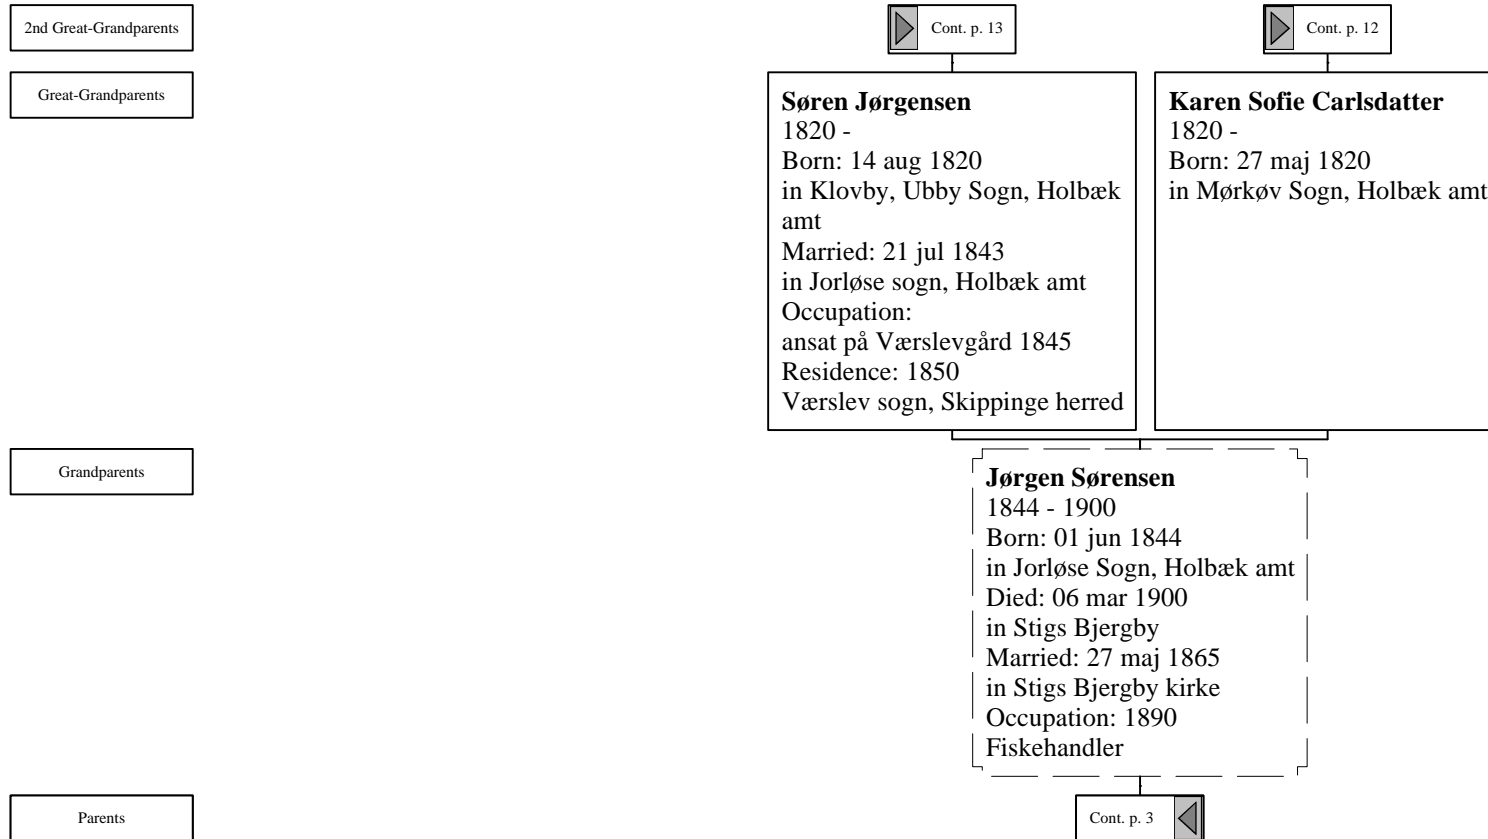 2nd Great-Grandparents
Cont. p. 13
Cont. p. 12
Great-Grandparents
Søren Jørgensen
1820 -
Born: 14 aug 1820
in Klovby, Ubby Sogn, Holbæk
amt
Married: 21 jul 1843
in Jorløse sogn, Holbæk amt
Occupation:
ansat på Værslevgård 1845
Residence: 1850
Værslev sogn, Skippinge herred
Karen Sofie Carlsdatter
1820 -
Born: 27 maj 1820
in Mørkøv Sogn, Holbæk amt
Grandparents
Jørgen Sørensen
1844 - 1900
Born: 01 jun 1844
in Jorløse Sogn, Holbæk amt
Died: 06 mar 1900
in Stigs Bjergby
Married: 27 maj 1865
in Stigs Bjergby kirke
Occupation: 1890
Fiskehandler
Parents
Cont. p. 3